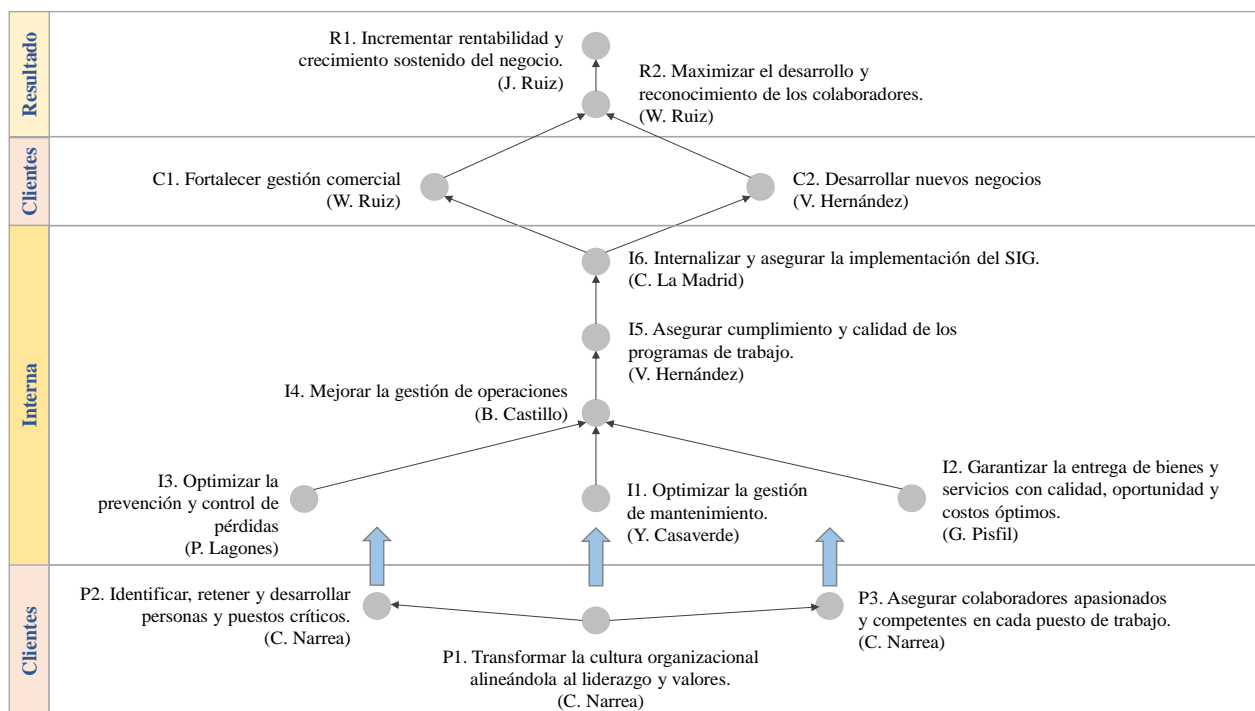 Resultado
R1. Incrementar rentabilidad y
crecimiento sostenido del negocio.
(J. Ruiz)
R2. Maximizar el desarrollo y
reconocimiento de los colaboradores.
(W. Ruiz)
Clientes
C1. Fortalecer gestión comercial
(W. Ruiz)
C2. Desarrollar nuevos negocios
(V. Hernández)
Interna
I6. Internalizar y asegurar la implementación del SIG.
(C. La Madrid)
I5. Asegurar cumplimiento y calidad de los
programas de trabajo.
(V. Hernández)
I4. Mejorar la gestión de operaciones
(B. Castillo)
I3. Optimizar la
prevención y control de
pérdidas
(P. Lagones)
I1. Optimizar la gestión
de mantenimiento.
(Y. Casaverde)
I2. Garantizar la entrega de bienes y
servicios con calidad, oportunidad y
costos óptimos.
(G. Pisfil)
Clientes
P2. Identificar, retener y desarrollar
personas y puestos críticos.
(C. Narrea)
P1. Transformar la cultura organizacional
alineándola al liderazgo y valores.
(C. Narrea)
P3. Asegurar colaboradores apasionados
y competentes en cada puesto de trabajo.
(C. Narrea)